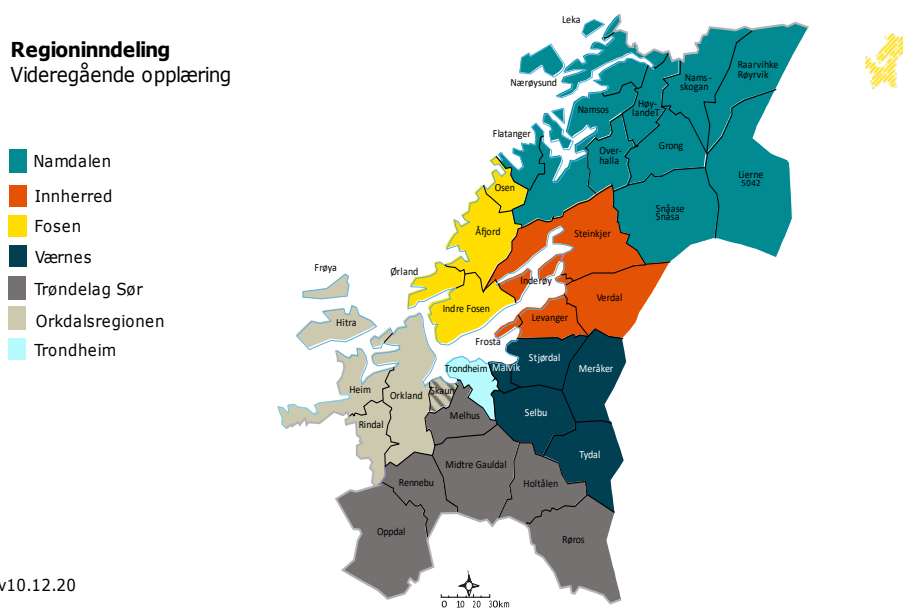 Regioninndeling
Videregående opplæring
Namdalen
Innherred
Fosen
Værnes
Trøndelag Sør
Orkdalsregionen
Trondheim
Leka
Nærøysund
Raarvihke
Røyrvik
Nams-
skogan
Høy-
landeT
Namsos
Flatanger
Over-
halla
Grong
Lierne
5042
Osen
Snåase
Snåsa
Åfjord
Steinkjer
Frøya
Ørland
Inderøy
Verdal
Hitra
Indre Fosen
Levanger
Frosta
Stjørdal
Trondheim
Malvik
Meråker
Heim
Orkland
Skaun
Melhus
Selbu
Rindal
Tydal
Midtre Gauldal
Rennebu
Holtålen
Oppdal
Røros
v10.12.20
0 10 20 30km